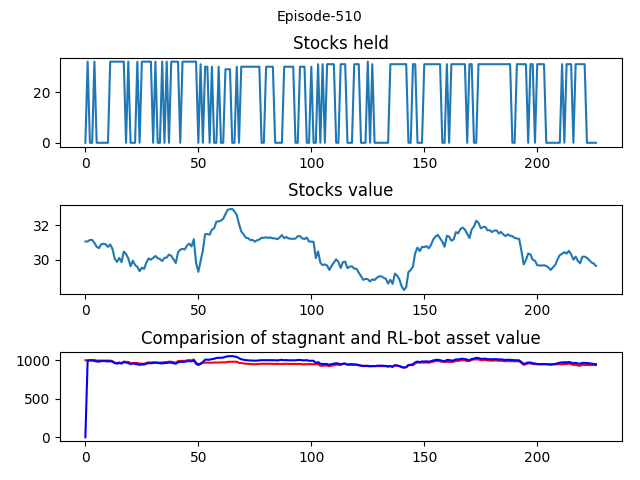 Episode-510
Stocks held
20
0
0 50 100 150 200
Stocks value
32
30
0 50 100 150 200
Comparision of stagnant and RL-bot asset value
1000
500
0
0 50 100 150 200